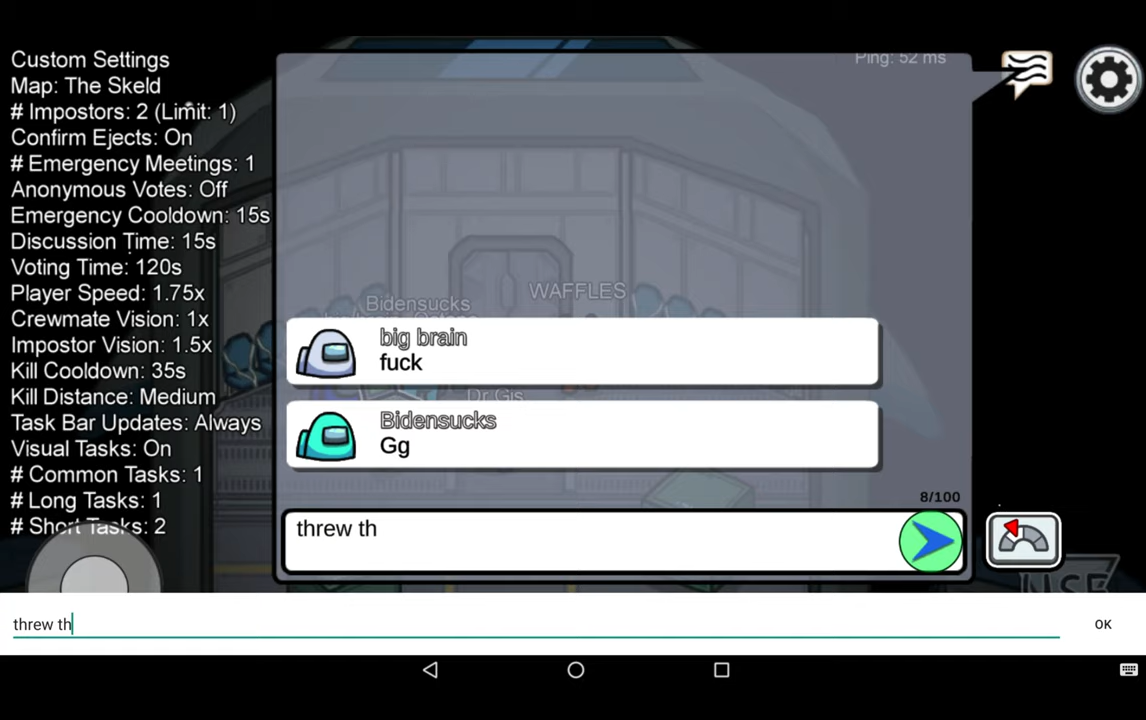 Custom Settings
Map: The Skeld
# Impostors: 2 (Limit: 1)
Confirm Ejects: On
# Emergency Meetings: 1
Anonymous Votes: Off
Emergency Cooldown: 15s
Discussion Time: 15s
Voting Time: 120s
Player Speed: 1.75x
Crewmate Vision: 1x
Impostor Vision: 1.5x
Kill Cooldown: 35s
Kill Distance: Medium
Task Bar Updates: Always
Visual Tasks: On
# Common Tasks: 1
# Long Tasks: 1
# Short Tasks: 2
Ping: 52 ms
WAFFLES
Bidensucks
big brain
fuck
Dr Gis
Bidensucks
Gg
8/100
threw th
threw th
OK